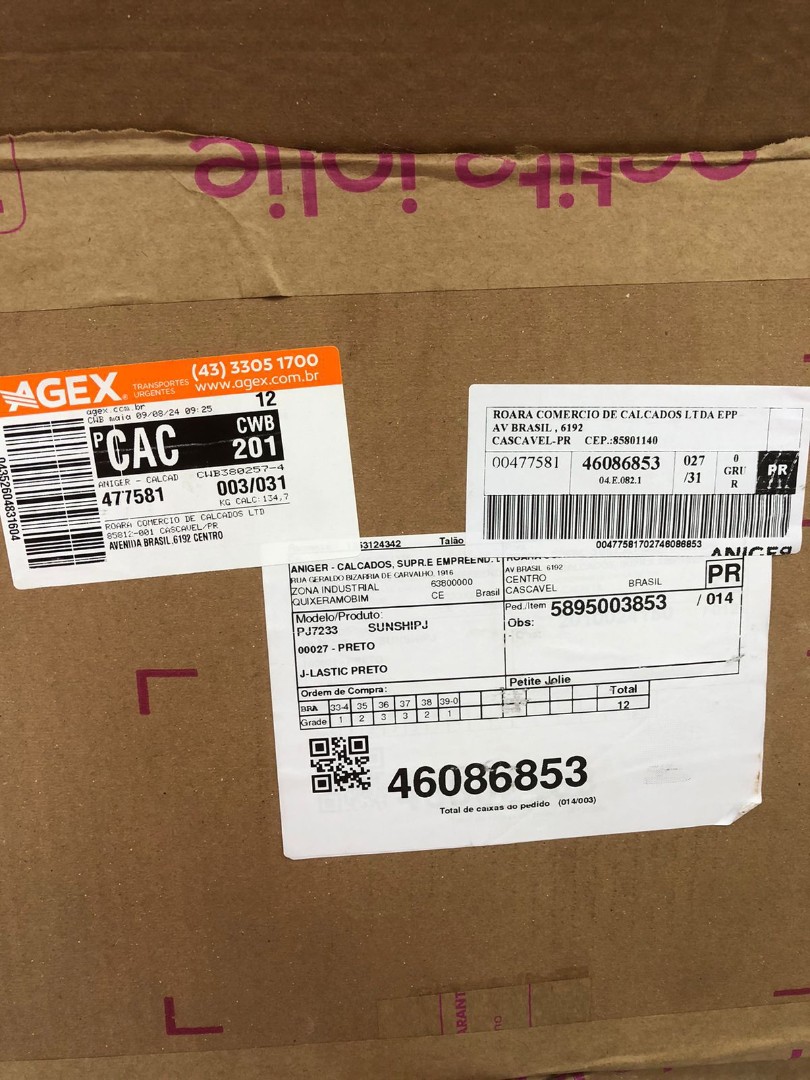 petite jolie
AGEX
TRANSPORTES
URGENTES
(43) 3305 1700
www.agex.com.br
agex.com.br
CWB maia 09/08/24 09:25
12
P CAC
CWB
201
ANIGER - CALCAD
CWB380257-4
477581
003/031
KG CALC:134,7
ROARA COMERCIO DE CALCADOS LTD
85812-001 CASCAVEL/PR
AVENIDA BRASIL,6192 CENTRO
04352604831604
ROARA COMERCIO DE CALCADOS LTDA EPP
AV BRASIL , 6192
CASCAVEL-PR CEP.:85801140
00477581
46086853
04.E.082.1
027
/31
0
GRU
R
PR
00477581702746086853
ANIGER
53124342 Talão
ANIGER - CALCADOS, SUPR.E EMPREEND. L
RUA GERALDO BIZARRIA DE CARVALHO, 1916
ZONA INDUSTRIAL 63800000
QUIXERAMOBIM CE Brasil
AV BRASIL 6192
CENTRO
CASCAVEL BRASIL
PR
Modelo/Produto:
PJ7233 SUNSHIPJ
00027 - PRETO
J-LASTIC PRETO
Ped./Item 5895003853 / 014
Obs:
Petite Jolie
Ordem de Compra:
BRA 33-4 35 36 37 38 39-0 Total
Grade 1 2 3 3 2 1 12
46086853
Total de caixas do pedido (014/003)